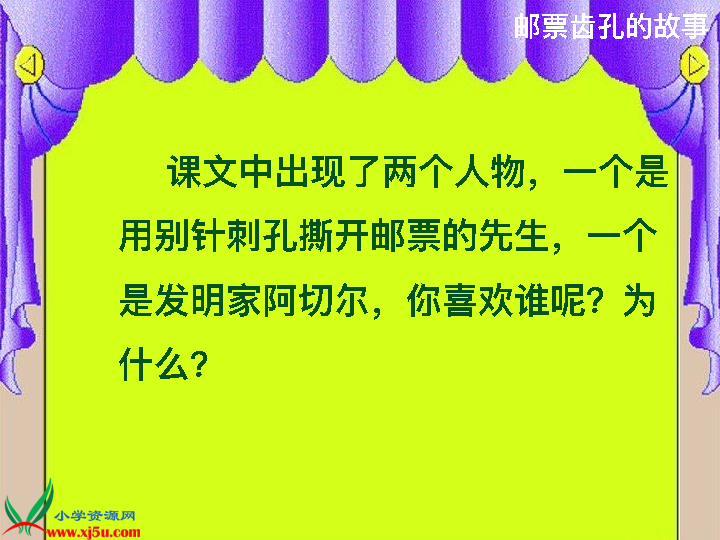 邮票齿孔的故事
课文中出现了两个人物，一个是
用别针刺孔撕开邮票的先生，一个
是发明家阿切尔，你喜欢谁呢？为
什么？
小学资源网
www.xj5u.com